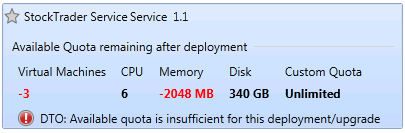 StockTrader Service Service 1.1
Available Quota remaining after deployment
Virtual Machines CPU Memory Disk Custom Quota
-3 6 -2048 MB 340 GB Unlimited
DTO: Available quota is insufficient for this deployment/upgrade